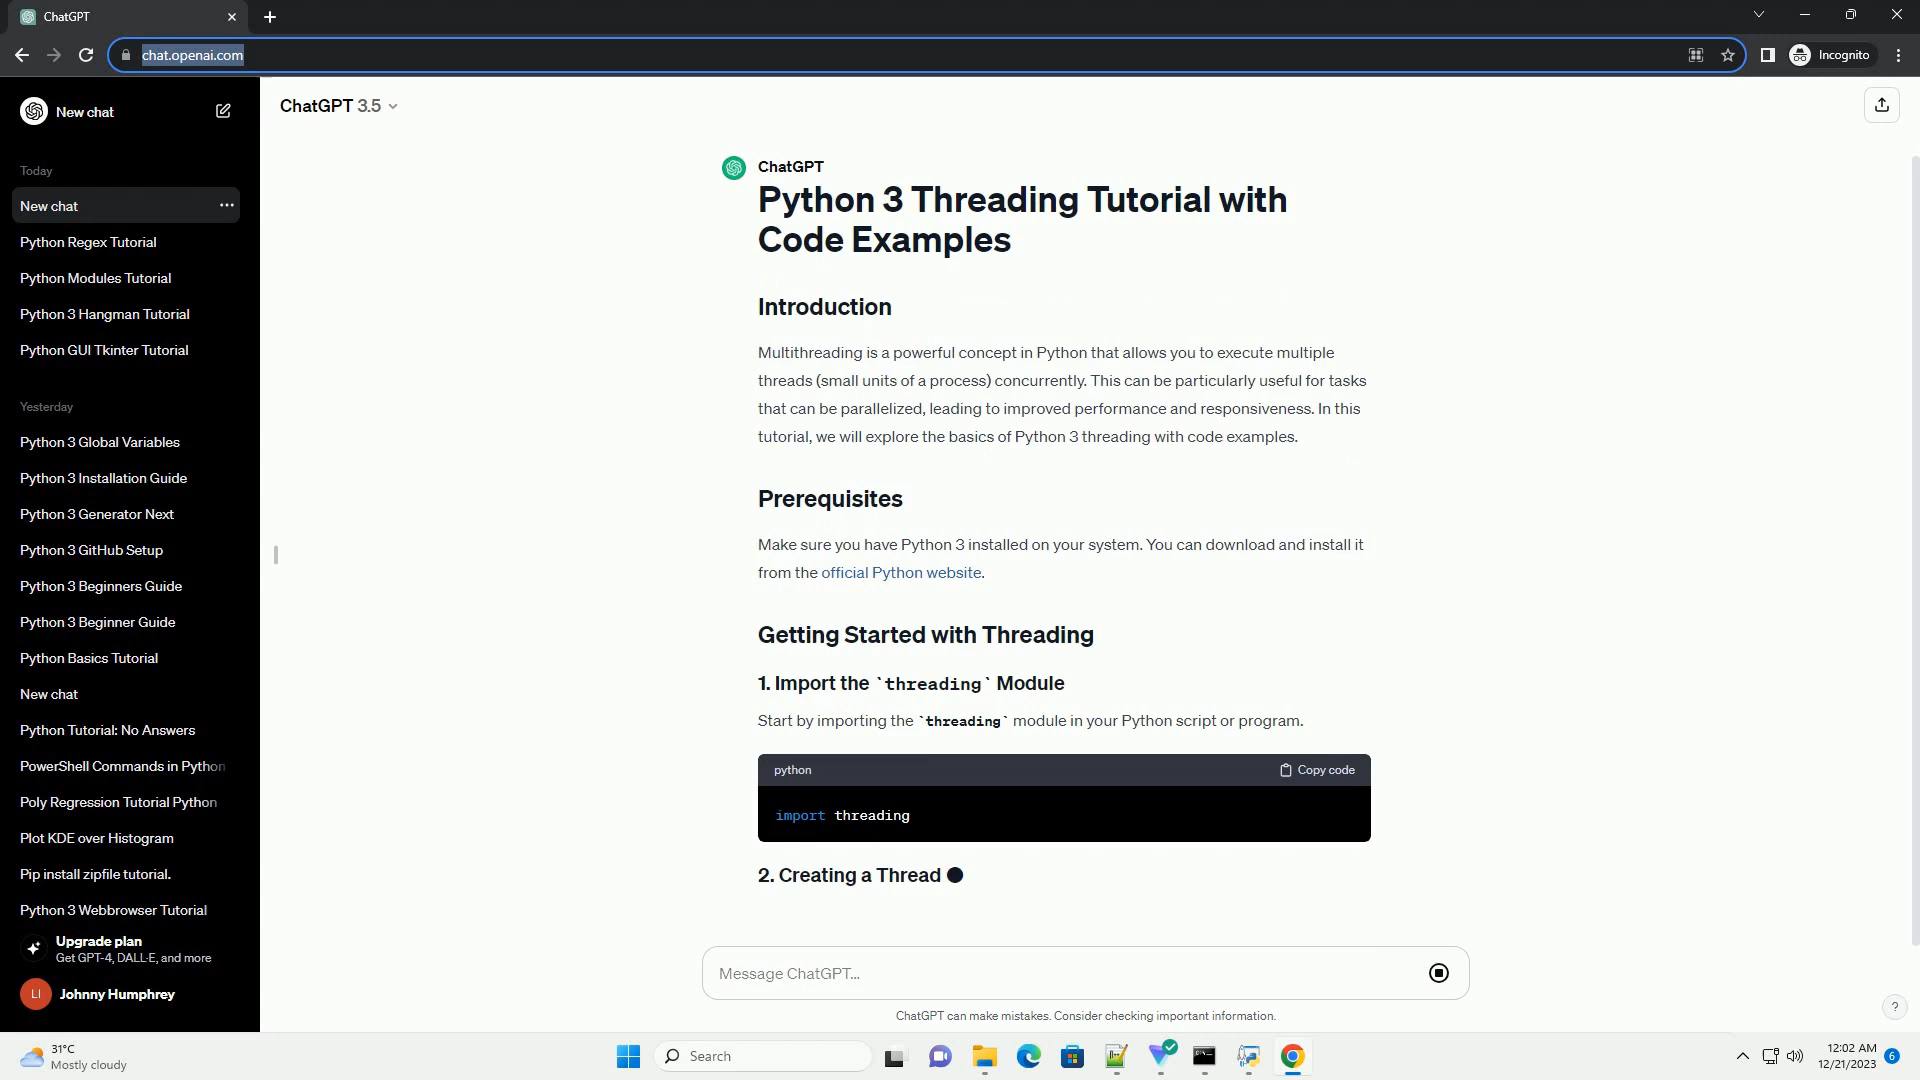 ChatGPT
chat.openai.com
Incognito
New chat
Today
New chat
Python Regex Tutorial
Python Modules Tutorial
Python 3 Hangman Tutorial
Python GUI Tkinter Tutorial
Yesterday
Python 3 Global Variables
Python 3 Installation Guide
Python 3 Generator Next
Python 3 GitHub Setup
Python 3 Beginners Guide
Python 3 Beginner Guide
Python Basics Tutorial
New chat
Python Tutorial: No Answers
PowerShell Commands in Python
Poly Regression Tutorial Python
Plot KDE over Histogram
Pip install zipfile tutorial.
Python 3 Webbrowser Tutorial
Upgrade plan
Get GPT-4, DALL·E, and more
LI
Johnny Humphrey
ChatGPT 3.5
ChatGPT
Python 3 Threading Tutorial with
Code Examples
Introduction
Multithreading is a powerful concept in Python that allows you to execute multiple
threads (small units of a process) concurrently. This can be particularly useful for tasks
that can be parallelized, leading to improved performance and responsiveness. In this
tutorial, we will explore the basics of Python 3 threading with code examples.
Prerequisites
Make sure you have Python 3 installed on your system. You can download and install it
from the official Python website.
Getting Started with Threading
1. Import the `threading` Module
Start by importing the `threading` module in your Python script or program.
python
Copy code
import threading
2. Creating a Thread
Message ChatGPT...
ChatGPT can make mistakes. Consider checking important information.
?
31°C
Mostly cloudy
Search
12:02 AM
12/21/2023
6